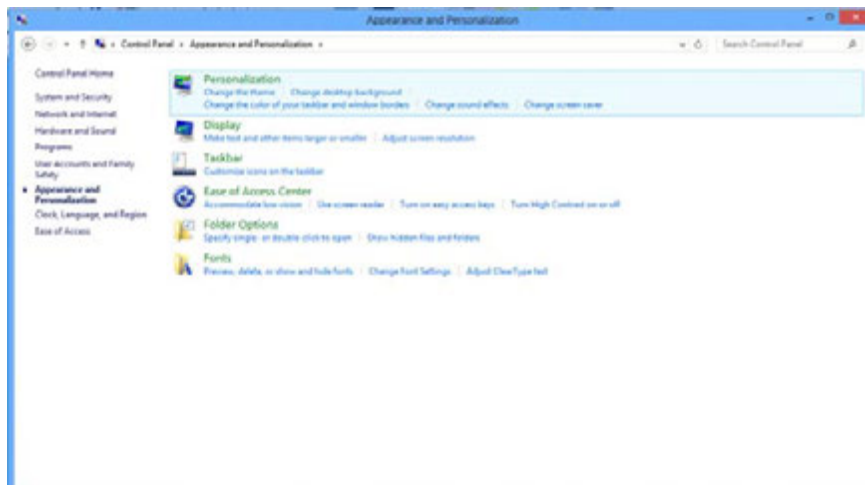 Appearance and Personalization
Control Panel Appearance and Personalization
Search Control Panel
Control Panel Home
System and Security
Network and Internet
Hardware and Sound
Programs
User Accounts and Family
Safety
Appearance and
Personalization
Clock, Language, and Region
Ease of Access
Personalization
Change the theme Change desktop background
Change the color of your taskbar and window borders Change sound effects Change screen saver
Display
Make text and other items larger or smaller Adjust screen resolution
Taskbar
Customize icons on the taskbar
Ease of Access Center
Accommodate low vision Use screen reader Turn on easy access keys Turn High Contrast on or off
Folder Options
Specify single- or double-click to open Show hidden files and folders
Fonts
Preview, delete, or show and hide fonts Change Font Settings Adjust ClearType text